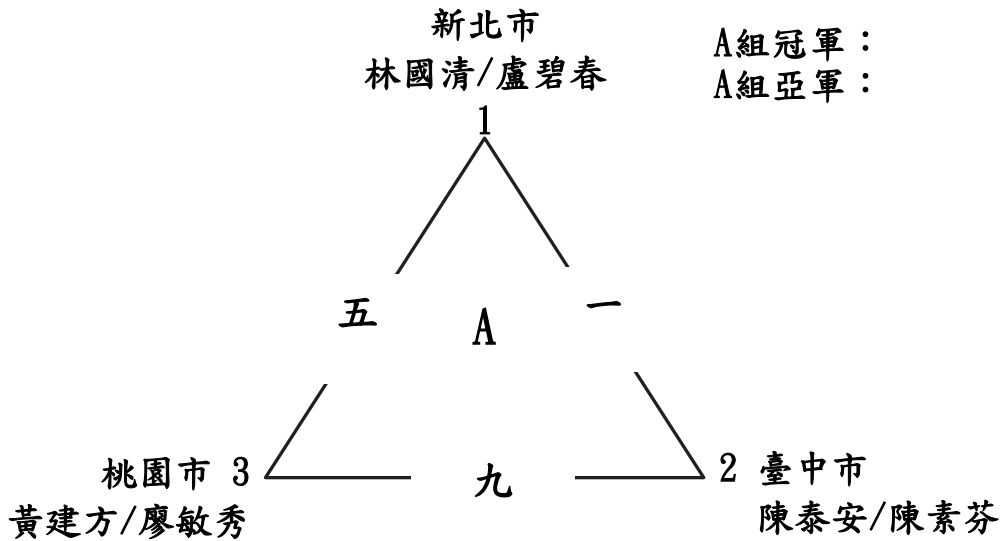 新北市
林國清/盧碧春
1
A組冠軍：
A組亞軍：
五
A
一
桃園市 3
黃建方/廖敏秀
九
2 臺中市
陳泰安/陳素芬